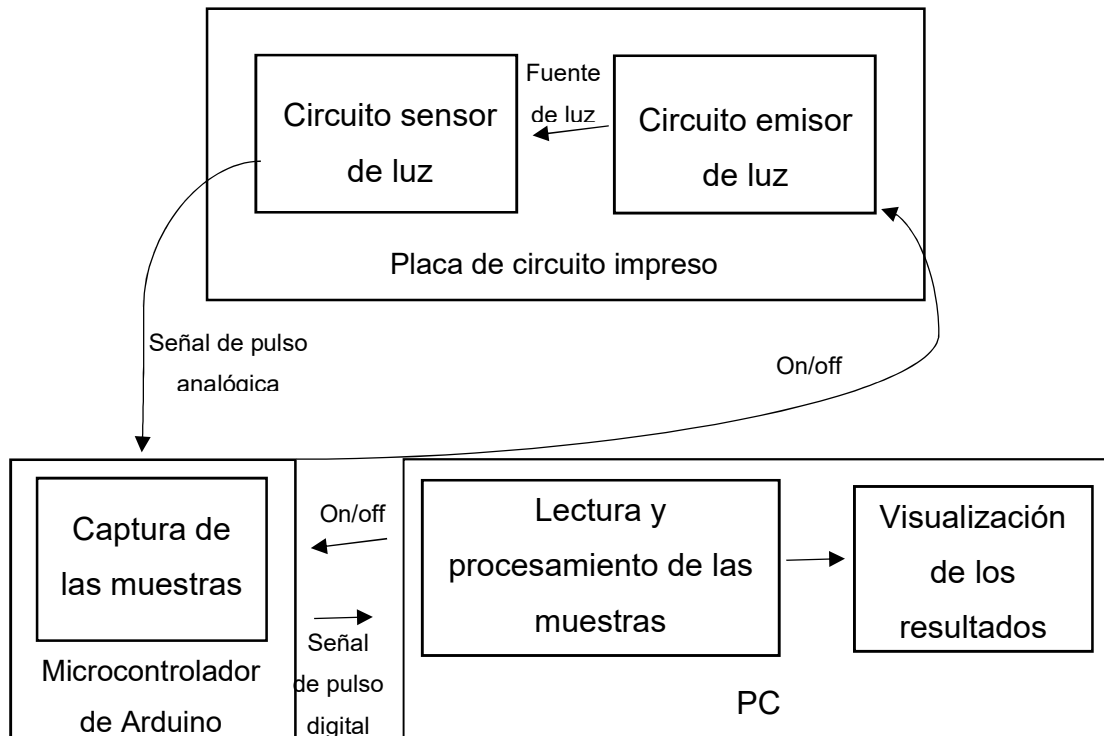 Fuente
de luz
Circuito sensor
de luz
Circuito emisor
de luz
Placa de circuito impreso
Señal de pulso
analógica
On/off
Captura de
las muestras
Microcontrolador
de Arduino
On/off
Señal
de pulso
digital
Lectura y
procesamiento de las
muestras
Visualización
de los
resultados
PC